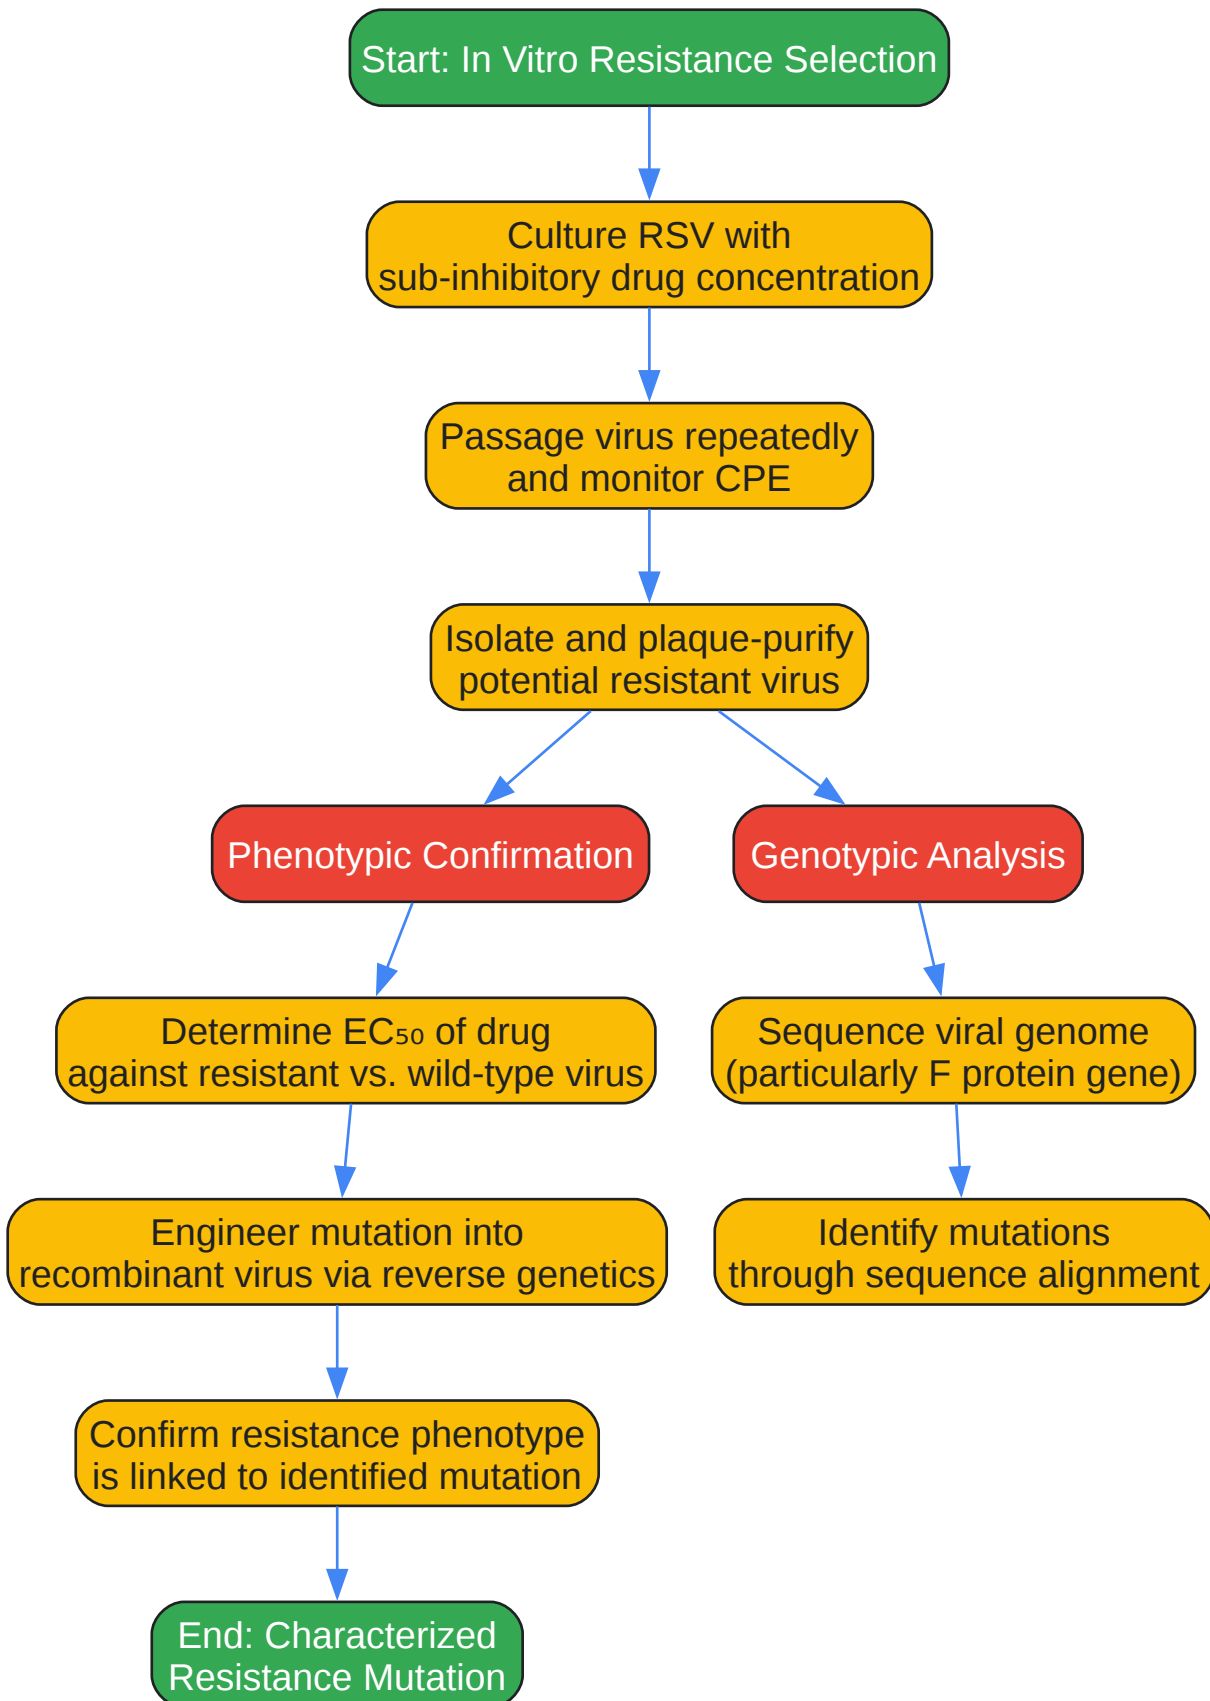 Start: In Vitro Resistance Selection
Culture RSV with
sub-inhibitory drug concentration
Passage virus repeatedly
and monitor CPE
Isolate and plaque-purify
potential resistant virus
Phenotypic Confirmation
Genotypic Analysis
Determine EC₅₀ of drug
against resistant vs. wild-type virus
Sequence viral genome
(particularly F protein gene)
Engineer mutation into
recombinant virus via reverse genetics
Identify mutations
through sequence alignment
Confirm resistance phenotype
is linked to identified mutation
End: Characterized
Resistance Mutation